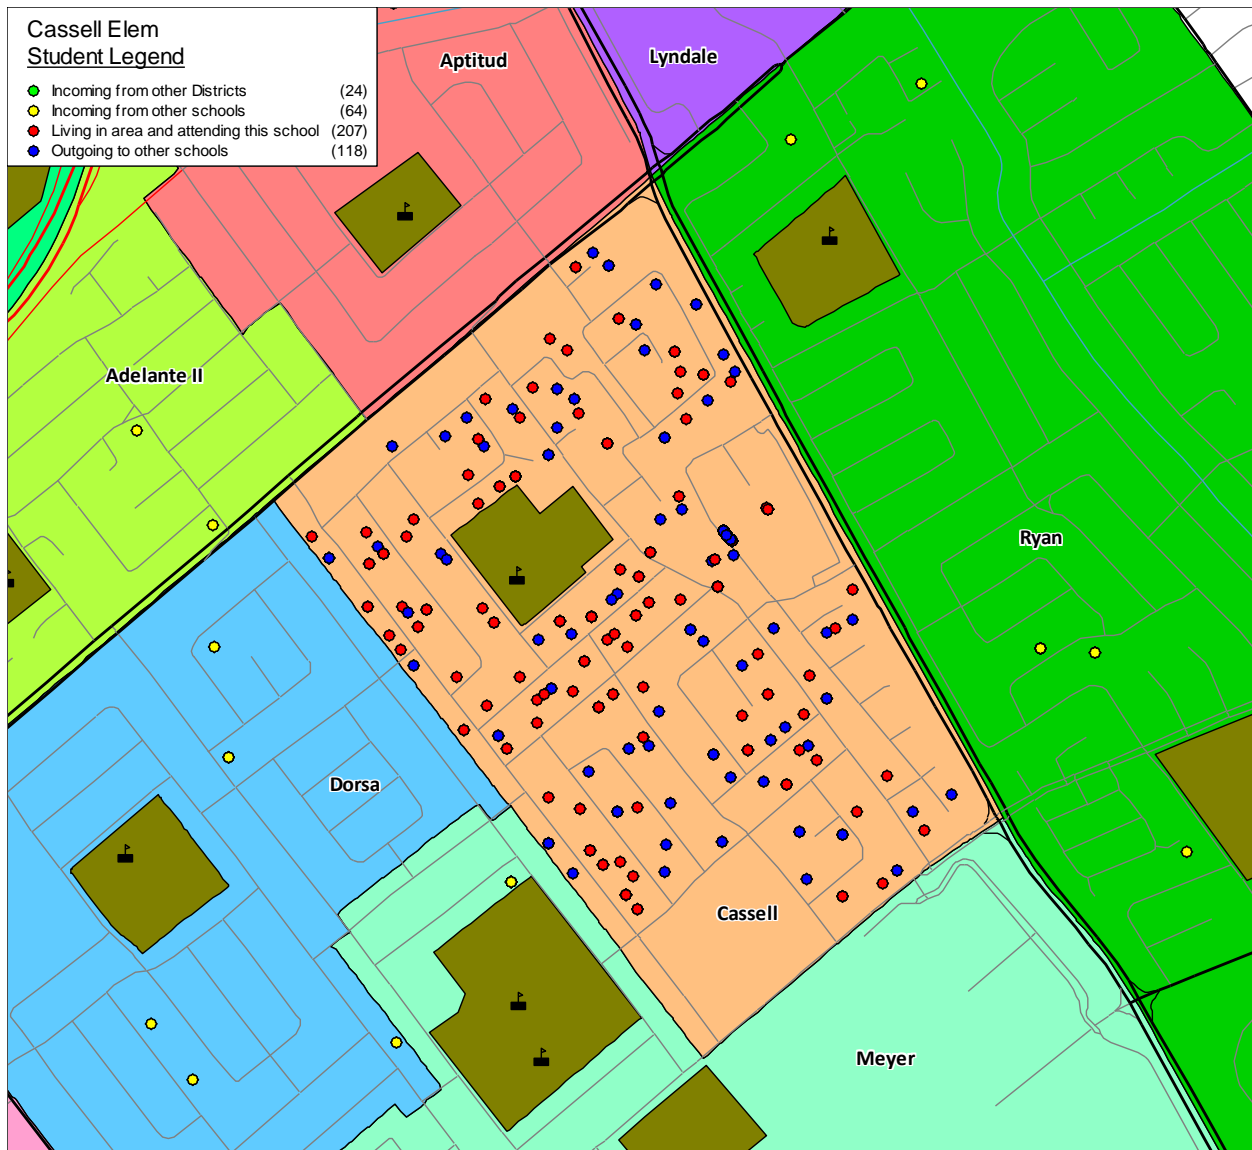 Cassell Elem
Student Legend
Incoming from other Districts (24)
Incoming from other schools (64)
Living in area and attending this school (207)
Outgoing to other schools (118)
Aptitud
Lyndale
Adelante II
Ryan
Dorsa
Cassell
Meyer